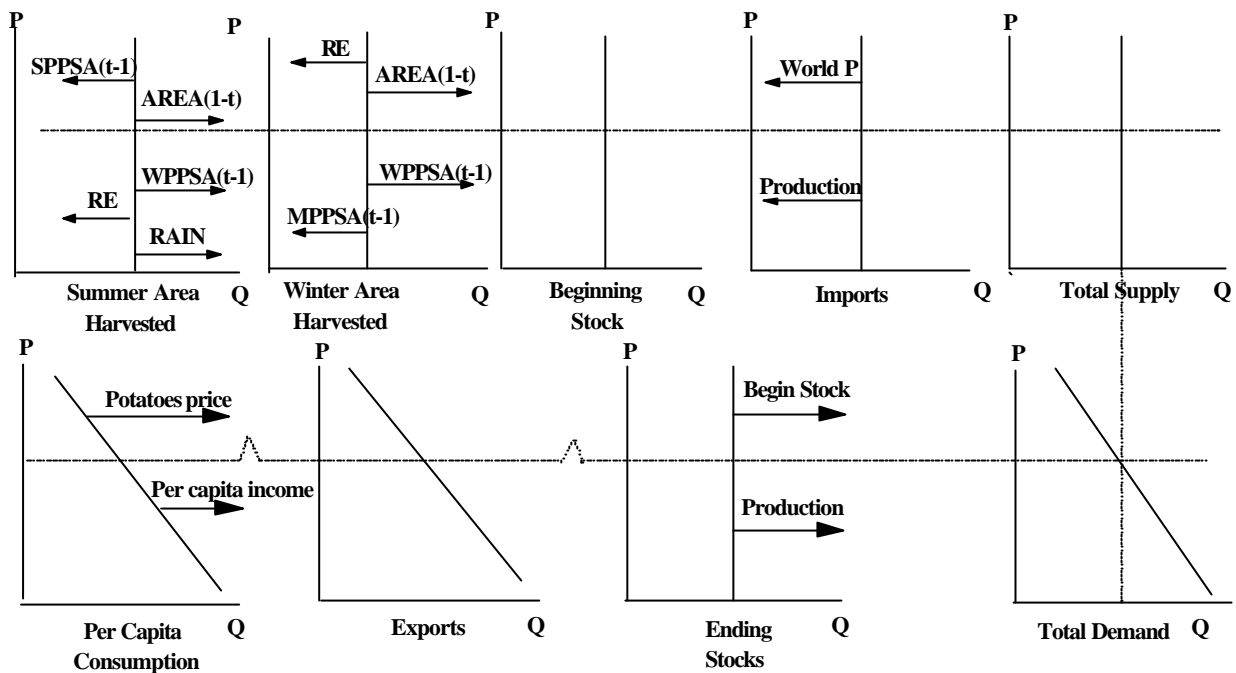 P
SPPSA(t-1)
AREA(1-t)
WPPSA(t-1)
RE
RAIN
Summer Area
Harvested
Q
P
RE
AREA(1-t)
WPPSA(t-1)
MPPSA(t-1)
Winter Area
Harvested
Q
P
Beginning
Stock
Q
P
World P
Production
Imports
Q
P
Total Supply
Q
P
Potatoes price
Per capita income
Per Capita
Consumption
Q
P
Exports
Q
P
Begin Stock
Production
Ending
Stocks
Q
P
Total Demand
Q